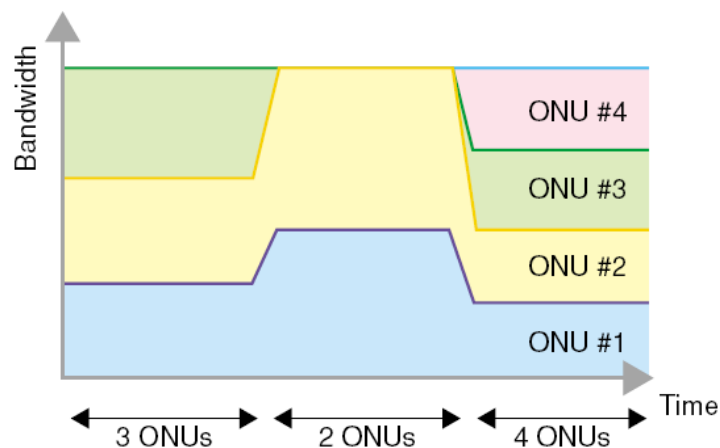 Bandwidth
ONU #4
ONU #3
ONU #2
ONU #1
Time
3 ONUs
2 ONUs
4 ONUs